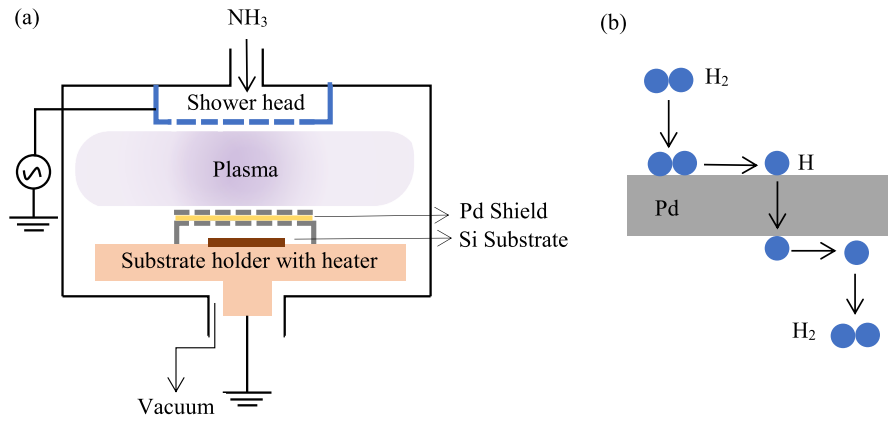 (a)
NH₃
Shower head
Plasma
Pd Shield
Si Substrate
Substrate holder with heater
Vacuum
(b)
H₂
H
Pd
H₂